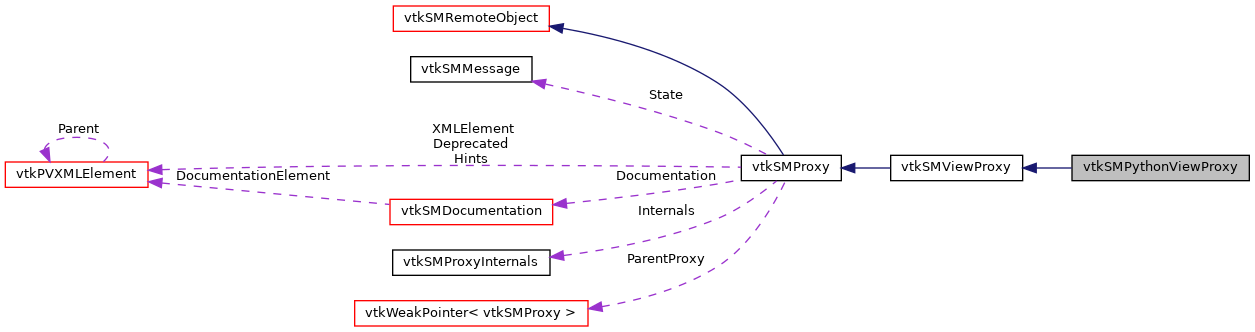 vtkSMRemoteObject
vtkSMMessage
State
Parent
XMLElement
Deprecated
Hints
vtkPVXMLElement
DocumentationElement
Documentation
vtkSMProxy
vtkSMViewProxy
vtkSMPythonViewProxy
vtkSMDocumentation
Internals
vtkSMProxyInternals
ParentProxy
vtkWeakPointer< vtkSMProxy >